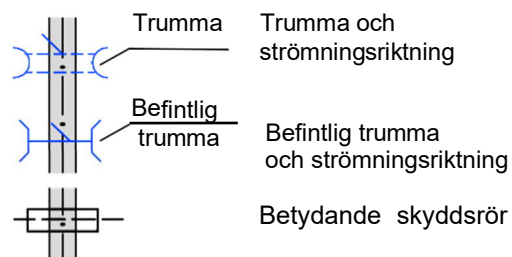 Trumma
Trumma och
strömningsriktning
Befintlig
trumma
Befintlig trumma
och strömningsriktning
Betydande skyddsrör